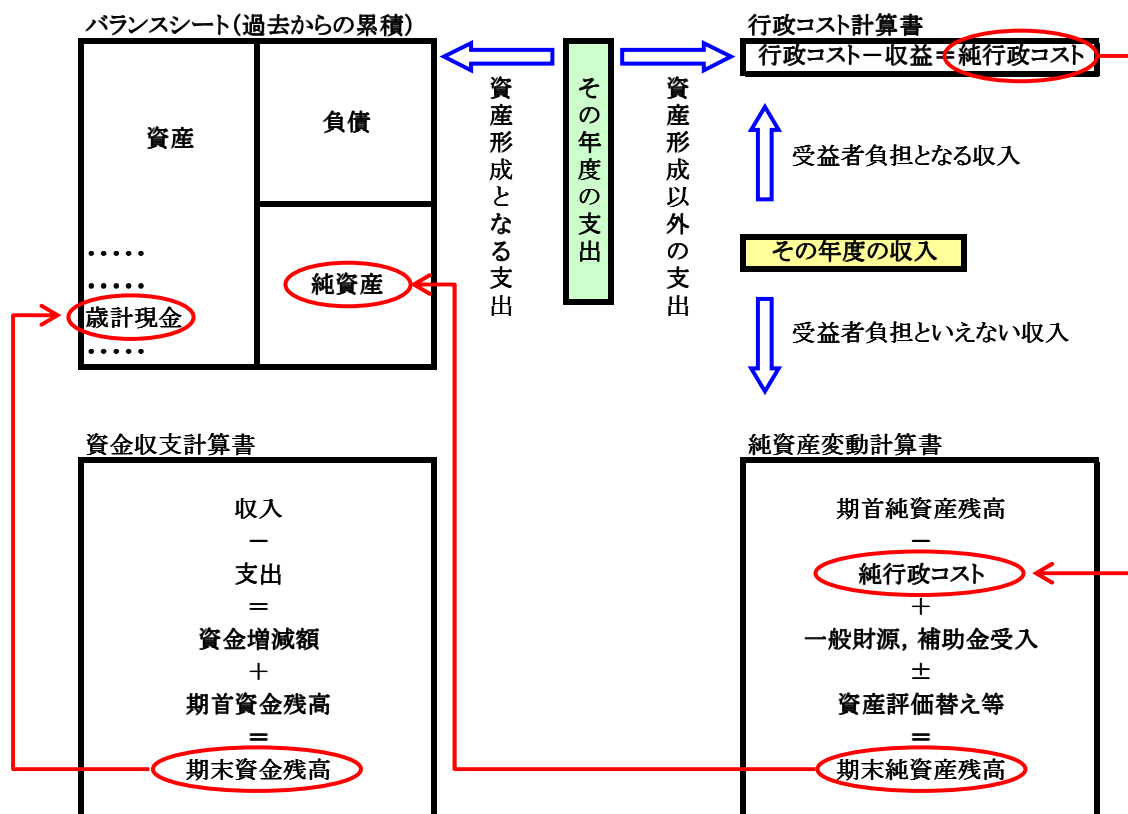 バランスシート(過去からの累積)
資産
負債
・・・・・
・・・・・
歳計現金
・・・・・
純資産
資産形成となる支出
その年度の支出
資産形成以外の支出
行政コスト計算書
行政コスト－収益＝純行政コスト
受益者負担となる収入
その年度の収入
受益者負担といえない収入
資金収支計算書
収入
－
支出
＝
資金増減額
＋
期首資金残高
＝
期末資金残高
純資産変動計算書
期首純資産残高
－
純行政コスト
＋
一般財源，補助金受入
±
資産評価替え等
＝
期末純資産残高